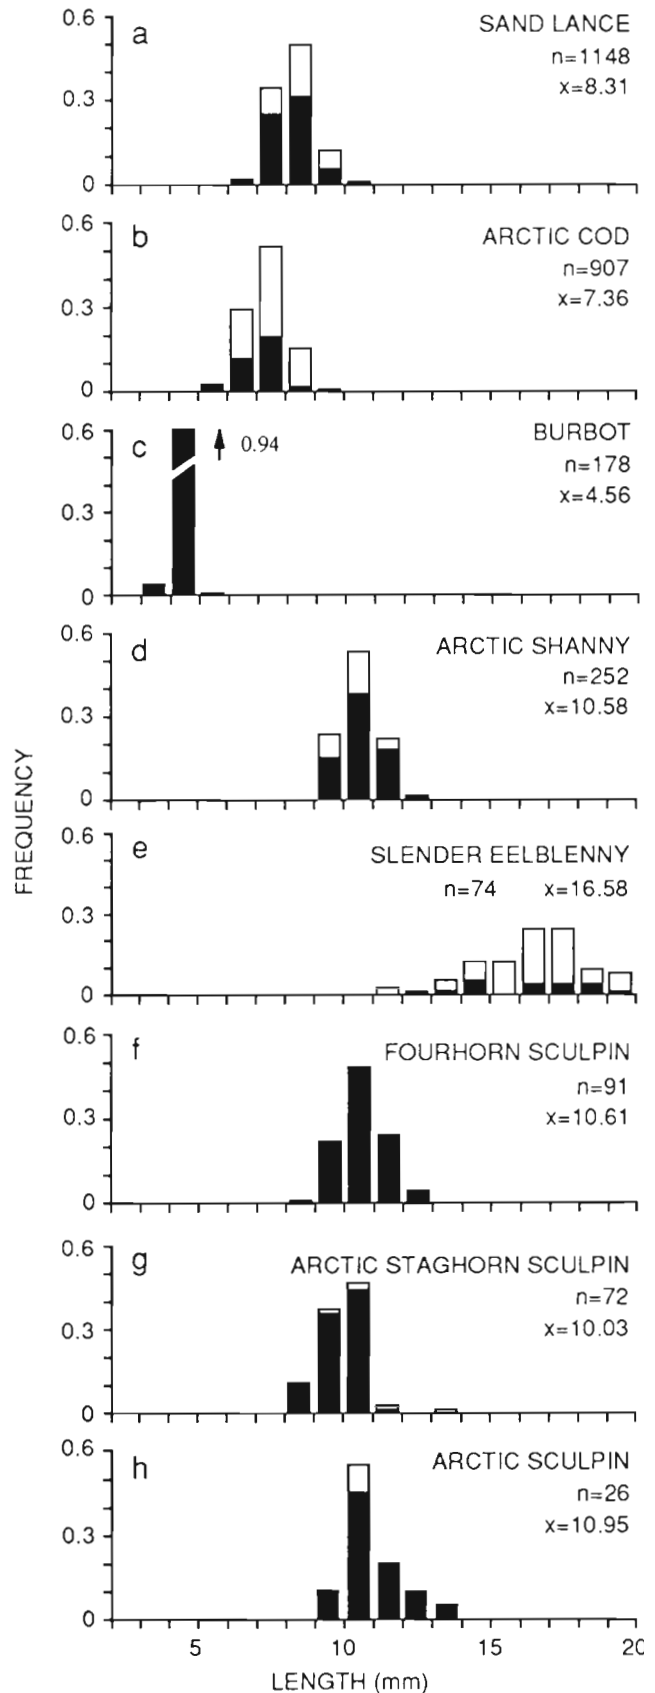 0.6
a
SAND LANCE
n=1148
x=8.31
0.3
0
0.6
b
ARCTIC COD
n=907
x=7.36
0.3
0
0.6
c
0.94
BURBOT
n=178
x=4.56
0.3
0
0.6
d
ARCTIC SHANNY
n=252
x=10.58
0.3
0
FREQUENCY
0.6
e
SLENDER EELBLENNY
n=74 x=16.58
0.3
0
0.6
f
FOURHORN SCULPIN
n=91
x=10.61
0.3
0
0.6
g
ARCTIC STAGHORN SCULPIN
n=72
x=10.03
0.3
0
0.6
h
ARCTIC SCULPIN
n=26
x=10.95
0.3
0
5 10 15 20
LENGTH (mm)